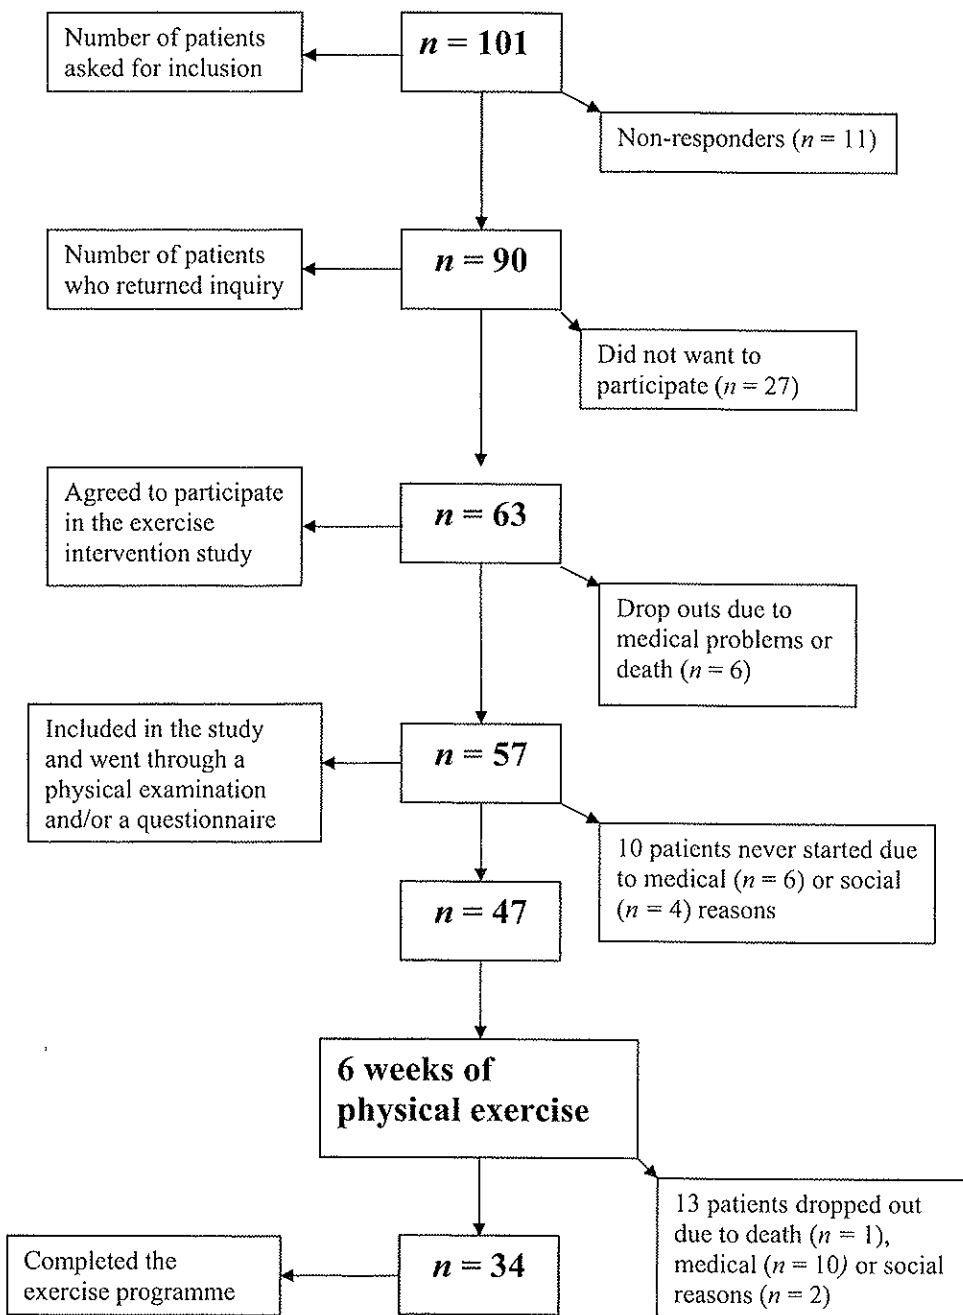 Number of patients
asked for inclusion
n = 101
Non-responders (n = 11)
Number of patients
who returned inquiry
n = 90
Did not want to
participate (n = 27)
Agreed to participate
in the exercise
intervention study
n = 63
Drop outs due to
medical problems or
death (n = 6)
Included in the study
and went through a
physical examination
and/or a questionnaire
n = 57
10 patients never started due
to medical (n = 6) or social
(n = 4) reasons
n = 47
6 weeks of
physical exercise
13 patients dropped out
due to death (n = 1),
medical (n = 10) or social
reasons (n = 2)
Completed the
exercise programme
n = 34